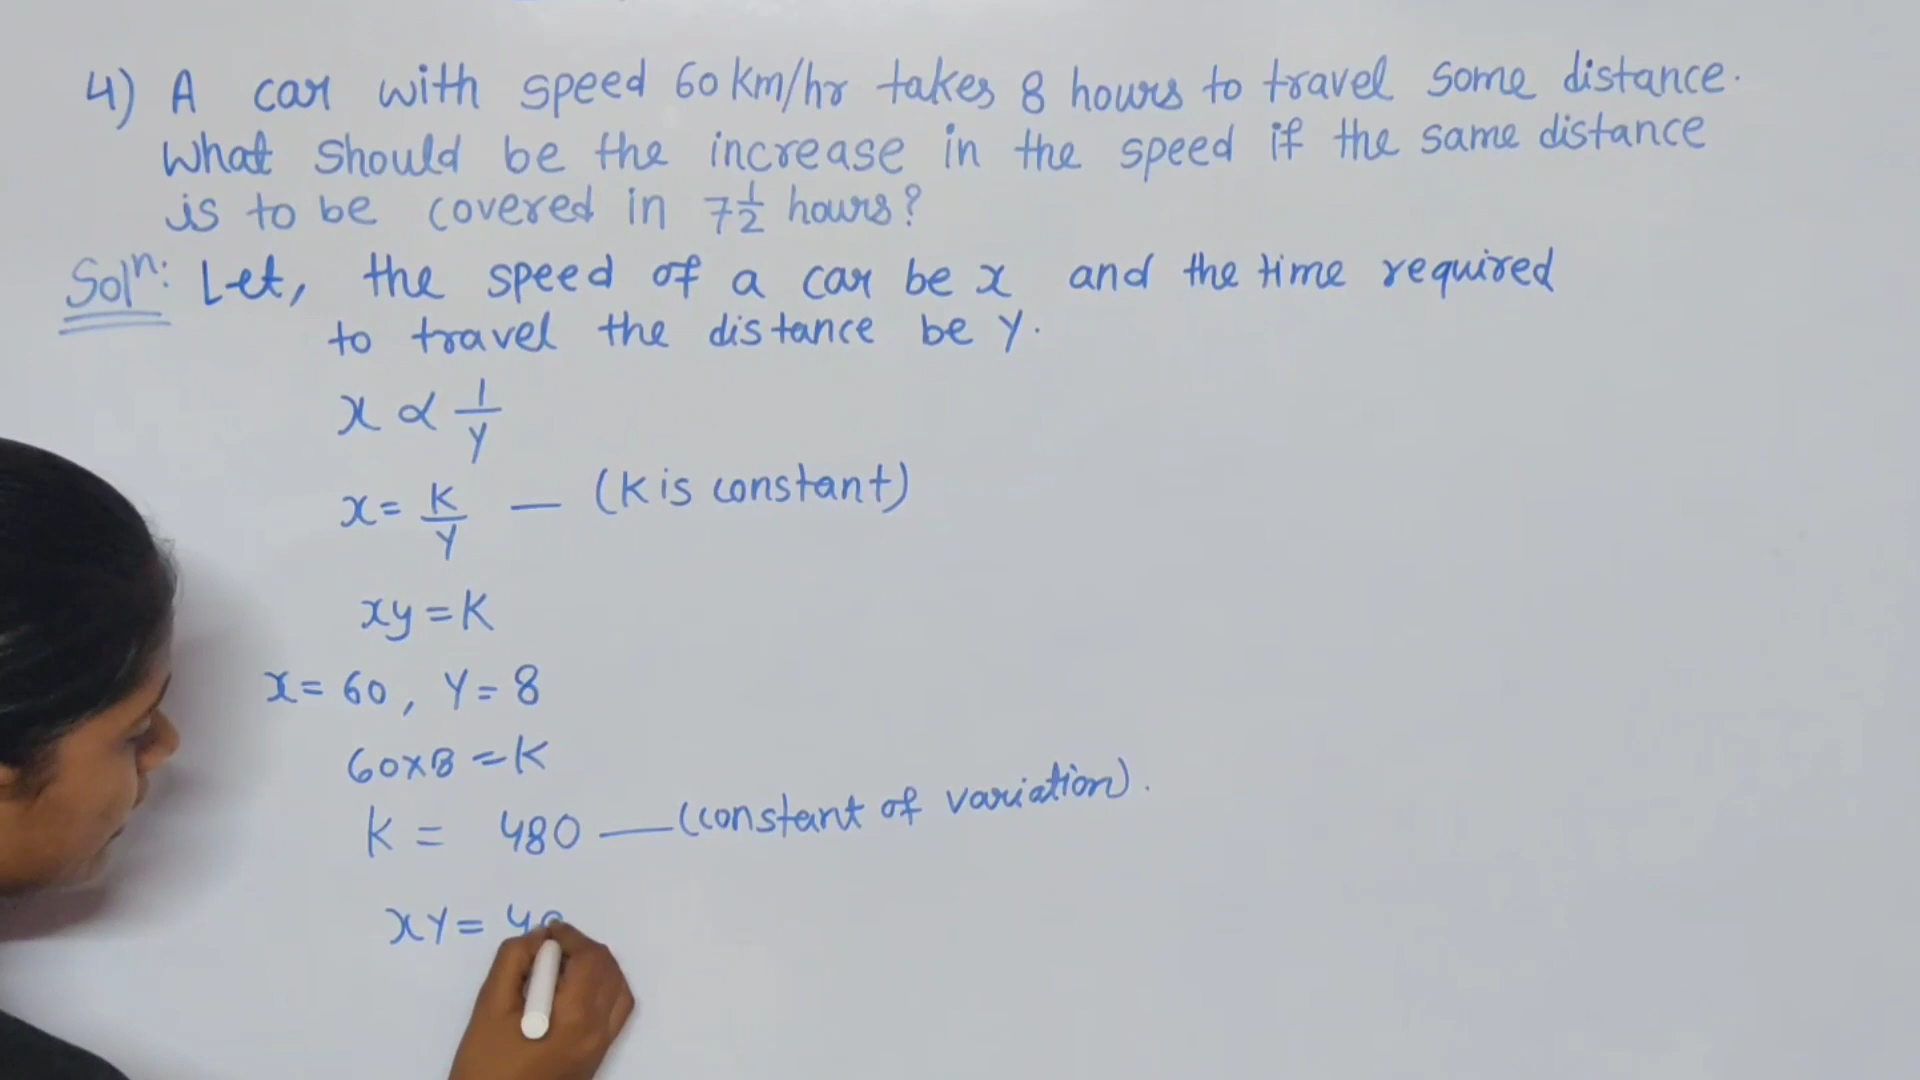 4) A car with speed 60 km/hr takes 8 hours to travel some distance.
What should be the increase in the speed if the same distance
is to be covered in 7 1/2 hours?
Solⁿ: Let, the speed of a car be x and the time required
to travel the distance be Y.
x ∝ 1/Y
x = K/Y — (K is constant)
xy = K
x = 60, Y = 8
60×8 = K
K = 480 — (constant of variation).
XY = 48